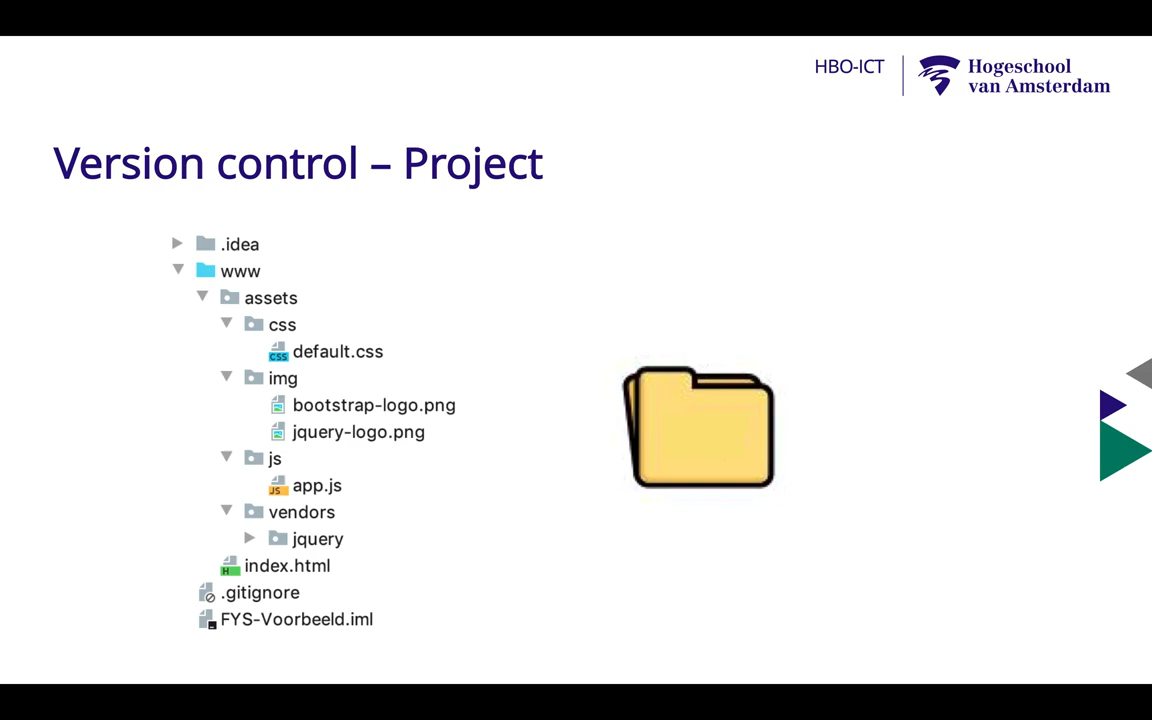 HBO-ICT
Hogeschool
van Amsterdam
Version control – Project
.idea
www
assets
css
default.css
img
bootstrap-logo.png
jquery-logo.png
js
app.js
vendors
jquery
index.html
.gitignore
FYS-Voorbeeld.iml